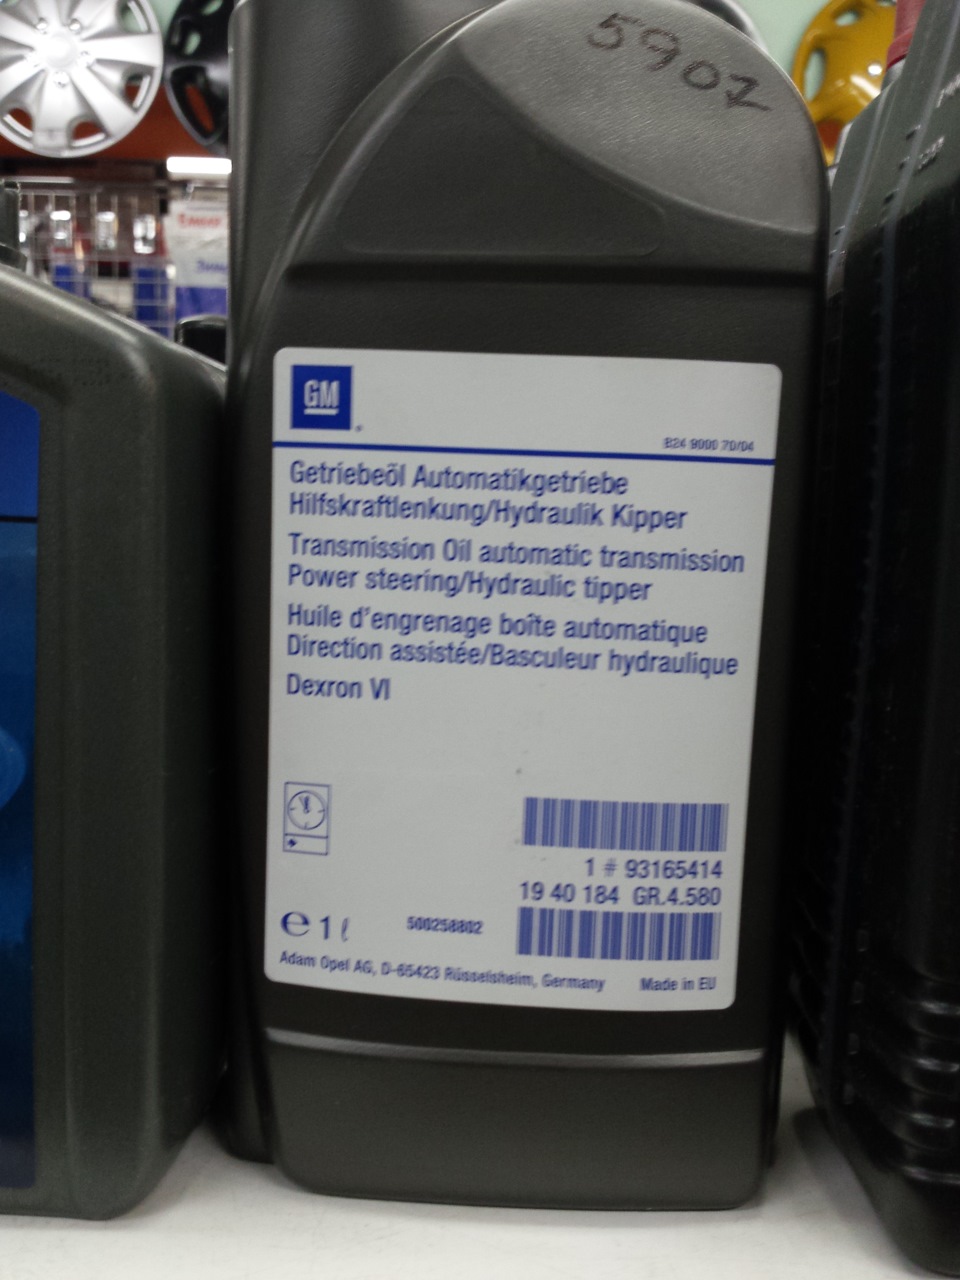 5901
GM
B24 9000 70/04
Getriebeöl Automatikgetriebe
Hilfskraftlenkung/Hydraulik Kipper
Transmission Oil automatic transmission
Power steering/Hydraulic tipper
Huile d'engrenage boîte automatique
Direction assistée/Basculeur hydraulique
Dexron VI
1 # 93165414
19 40 184 GR.4.580
e 1 ℓ
500258802
Adam Opel AG, D-65423 Rüsselsheim, Germany
Made in EU